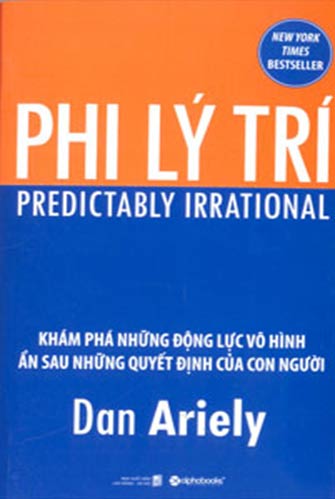 NEW YORK
TIMES
BESTSELLER
PHI LÝ TRÍ
PREDICTABLY IRRATIONAL
KHÁM PHÁ NHỮNG ĐỘNG LỰC VÔ HÌNH
ẨN SAU NHỮNG QUYẾT ĐỊNH CỦA CON NGƯỜI
Dan Ariely
alphabooks